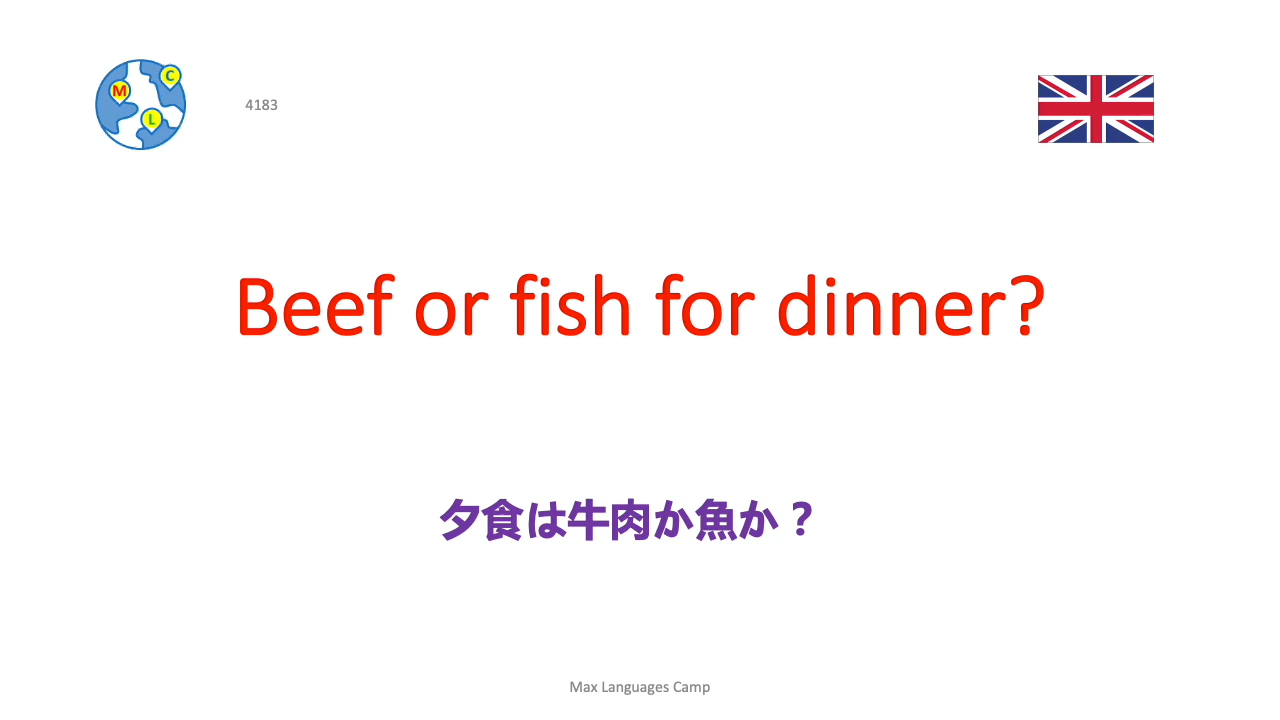 M
C
L
4183
Beef or fish for dinner?
夕食は牛肉か魚か？
Max Languages Camp